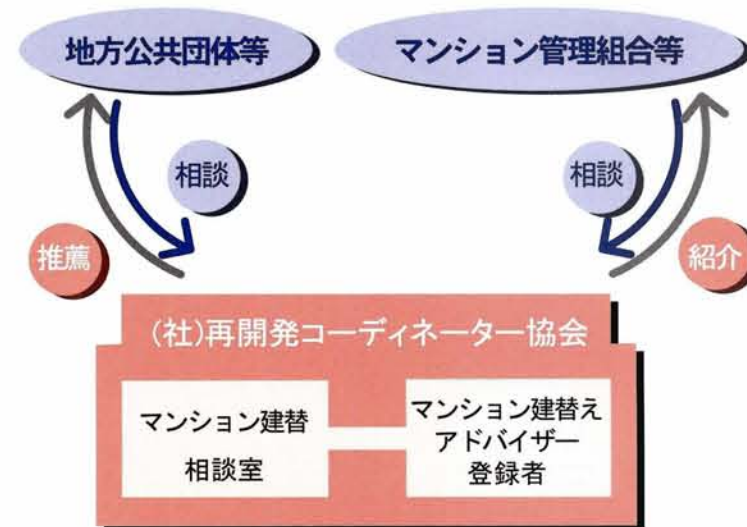 地方公共団体等
マンション管理組合等
相談
相談
推薦
紹介
(社)再開発コーディネーター協会
マンション建替
相談室
マンション建替え
アドバイザー
登録者